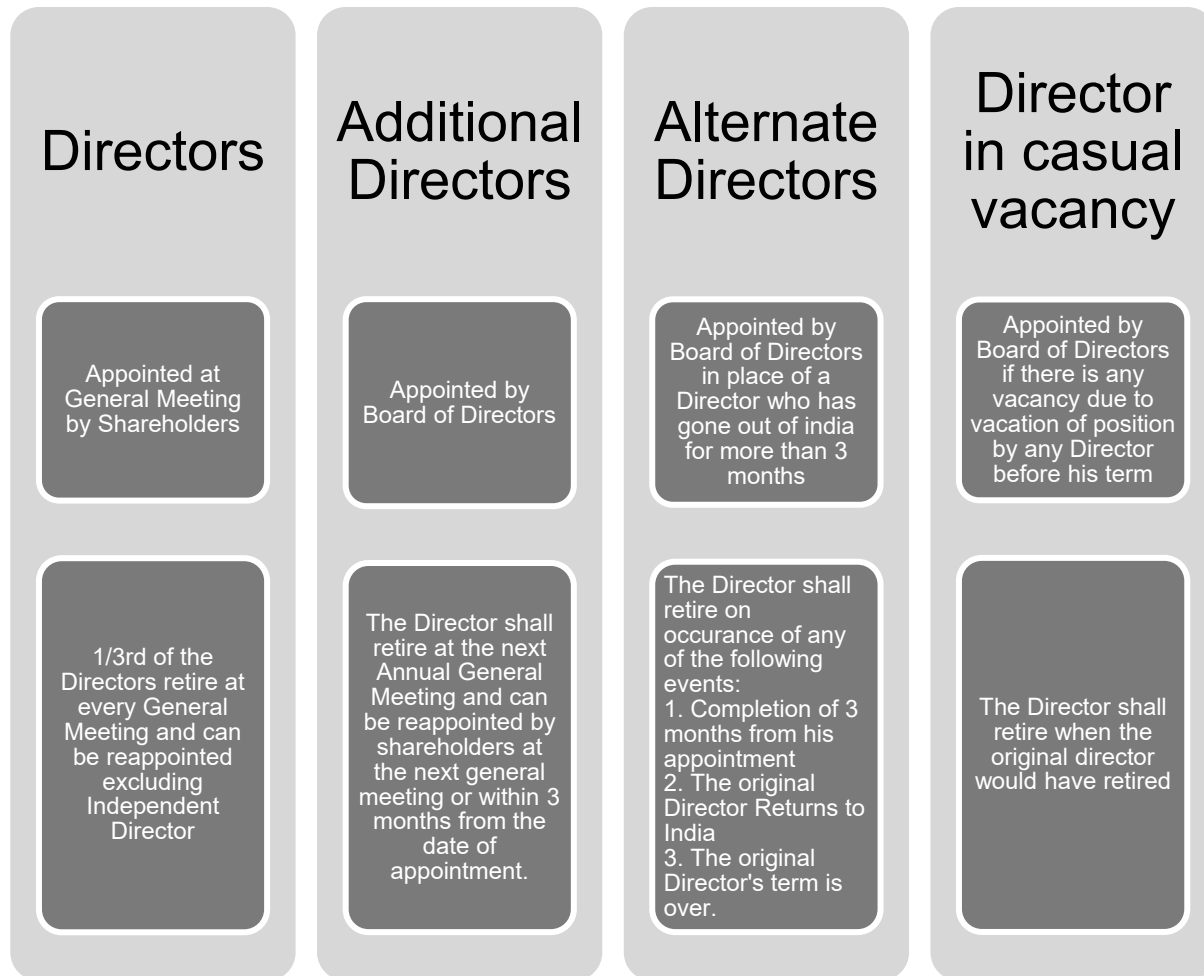 Directors
Appointed at
General Meeting
by Shareholders
1/3rd of the
Directors retire at
every General
Meeting and can
be reappointed
excluding
Independent
Director
Additional
Directors
Appointed by
Board of Directors
The Director shall
retire at the next
Annual General
Meeting and can
be reappointed by
shareholders at
the next general
meeting or within 3
months from the
date of
appointment.
Alternate
Directors
Appointed by
Board of Directors
in place of a
Director who has
gone out of india
for more than 3
months
The Director shall
retire on
occurance of any
of the following
events:
1. Completion of 3
months from his
appointment
2. The original
Director Returns to
India
3. The original
Director's term is
over.
Director
in casual
vacancy
Appointed by
Board of Directors
if there is any
vacancy due to
vacation of position
by any Director
before his term
The Director shall
retire when the
original director
would have retired